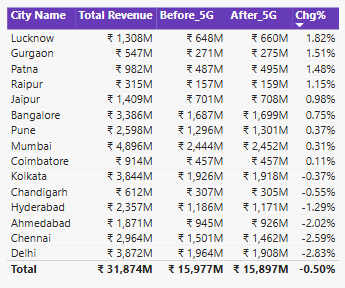 City Name Total Revenue Before_5G After_5G Chg%
Lucknow ₹ 1,308M ₹ 648M ₹ 660M 1.82%
Gurgaon ₹ 547M ₹ 271M ₹ 275M 1.51%
Patna ₹ 982M ₹ 487M ₹ 495M 1.48%
Raipur ₹ 315M ₹ 157M ₹ 159M 1.15%
Jaipur ₹ 1,409M ₹ 701M ₹ 708M 0.98%
Bangalore ₹ 3,386M ₹ 1,687M ₹ 1,699M 0.75%
Pune ₹ 2,598M ₹ 1,296M ₹ 1,301M 0.37%
Mumbai ₹ 4,896M ₹ 2,444M ₹ 2,452M 0.31%
Coimbatore ₹ 914M ₹ 457M ₹ 457M 0.11%
Kolkata ₹ 3,844M ₹ 1,926M ₹ 1,918M -0.37%
Chandigarh ₹ 612M ₹ 307M ₹ 305M -0.55%
Hyderabad ₹ 2,357M ₹ 1,186M ₹ 1,171M -1.29%
Ahmedabad ₹ 1,871M ₹ 945M ₹ 926M -2.02%
Chennai ₹ 2,964M ₹ 1,501M ₹ 1,462M -2.59%
Delhi ₹ 3,872M ₹ 1,964M ₹ 1,908M -2.83%
Total ₹ 31,874M ₹ 15,977M ₹ 15,897M -0.50%